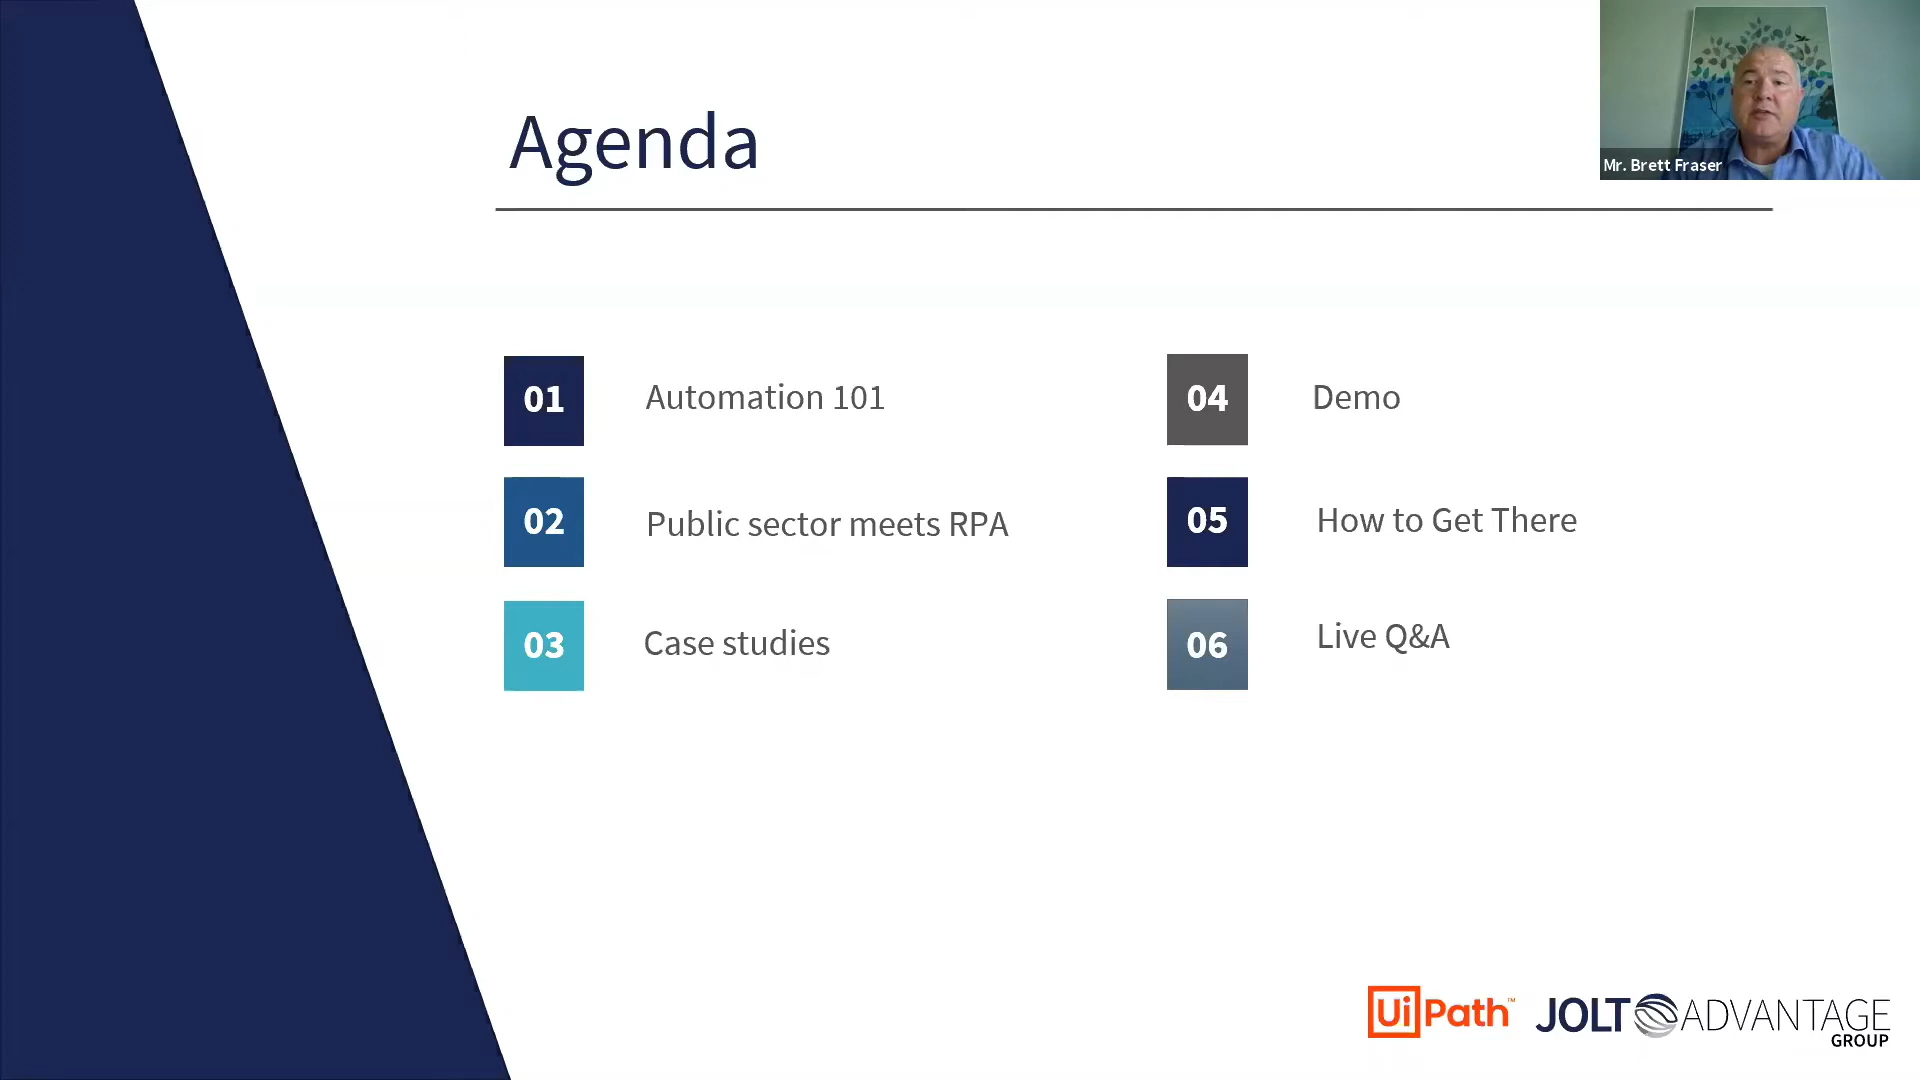 Agenda
Mr. Brett Fraser
01 Automation 101
02 Public sector meets RPA
03 Case studies
04 Demo
05 How to Get There
06 Live Q&A
UiPath™
JOLT ADVANTAGE
GROUP